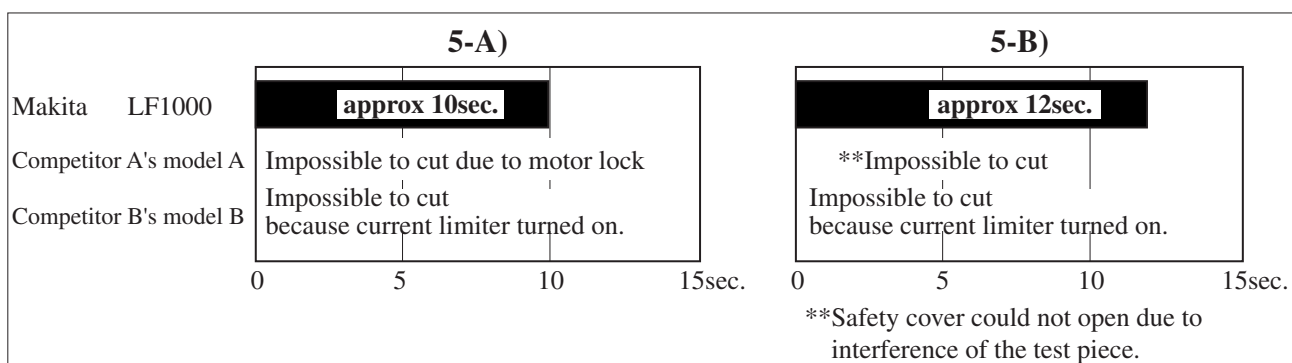 5-A)
5-B)
Makita LF1000
approx 10sec.
approx 12sec.
Competitor A's model A
Impossible to cut due to motor lock
**Impossible to cut
Competitor B's model B
Impossible to cut
because current limiter turned on.
Impossible to cut
because current limiter turned on.
0 5 10 15sec.
0 5 10 15sec.
**Safety cover could not open due to
interference of the test piece.